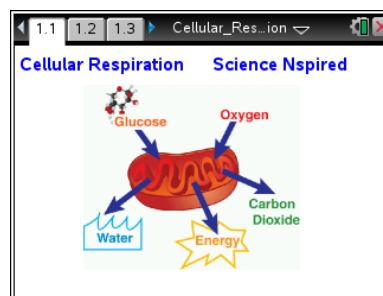 1.1 1.2 1.3 Cellular_Res...ion
Cellular Respiration Science Nspired
Glucose
Oxygen
Carbon
Dioxide
Water
Energy